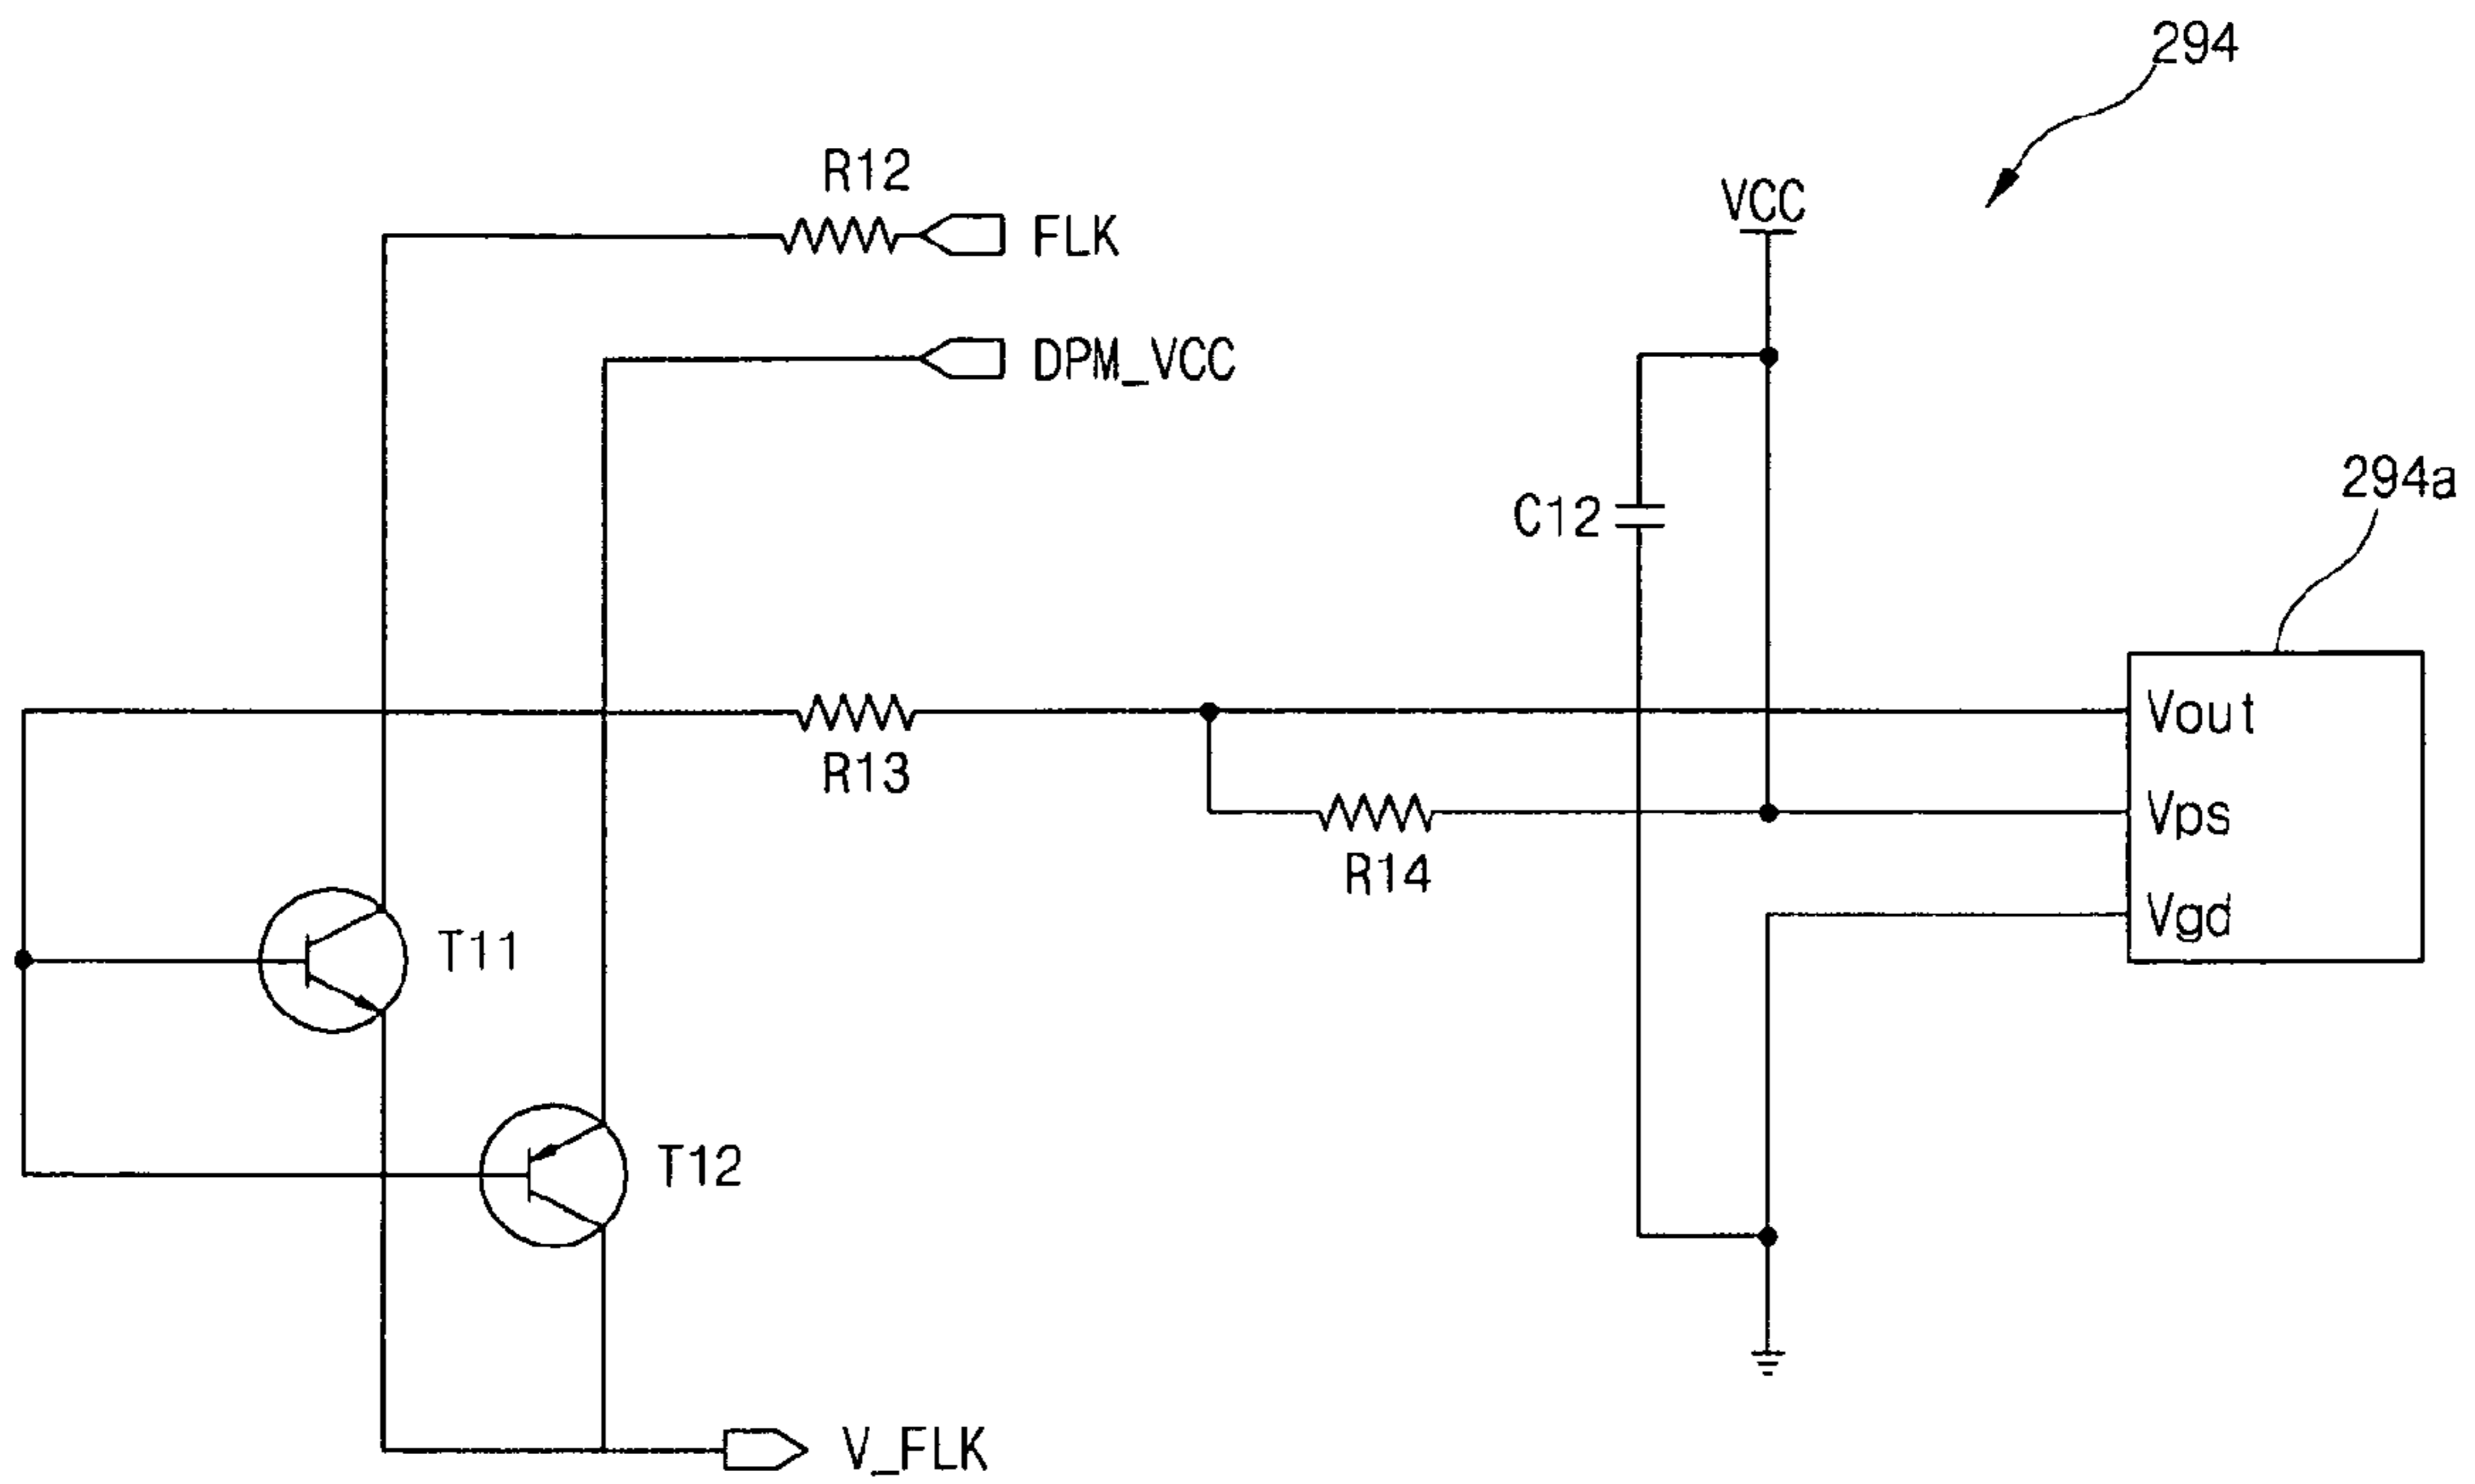 294
R12
FLK
VCC
DPM_VCC
294a
C12
Vout
R13
Vps
R14
Vgd
T11
T12
V_FLK